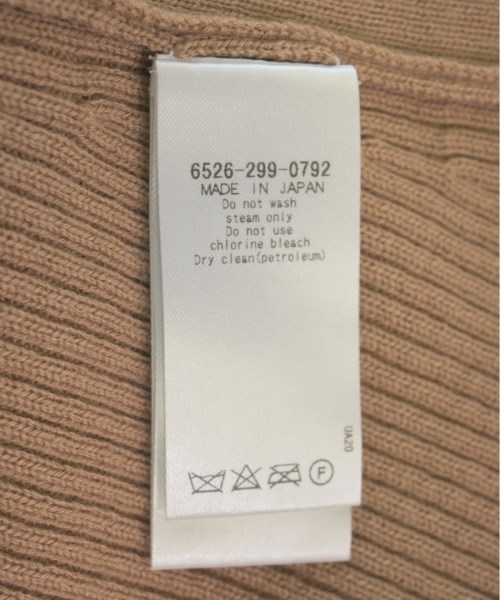 6526-299-0792
MADE IN JAPAN
Do not wash
steam only
Do not use
chlorine bleach
Dry clean(petroleum)
UA20
F